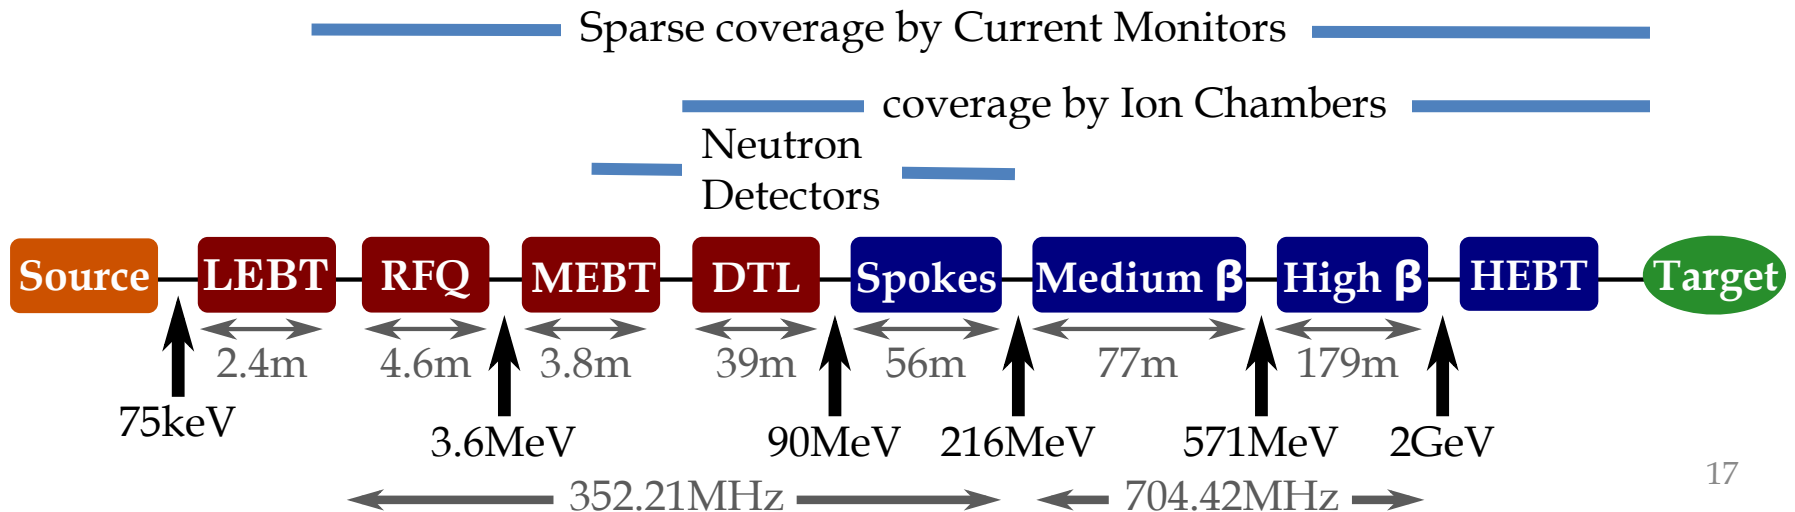 Sparse coverage by Current Monitors
coverage by Ion Chambers
Neutron
Detectors
Source LEBT RFQ MEBT DTL Spokes Medium β High β HEBT Target
2.4m 4.6m 3.8m 39m 56m 77m 179m
75keV
3.6MeV 90MeV 216MeV 571MeV 2GeV
352.21MHz 704.42MHz
17